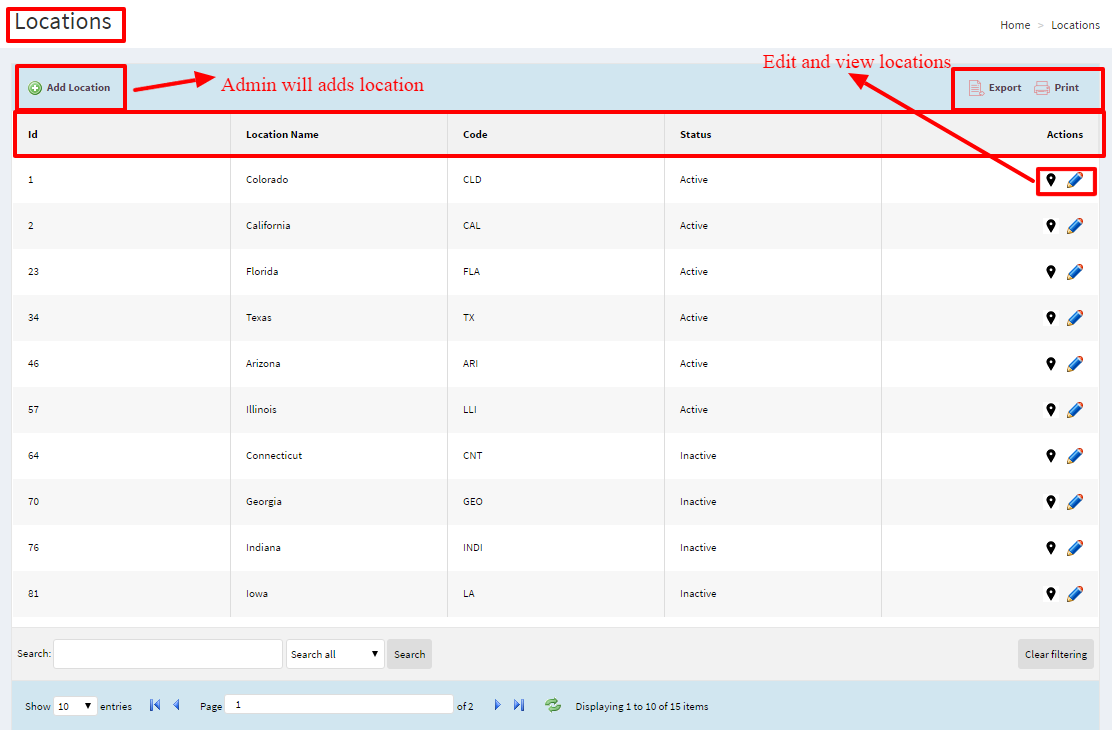 Locations
Home > Locations
Edit and view locations
Add Location
Admin will adds location
Export Print
Id Location Name Code Status Actions
1 Colorado CLD Active
2 California CAL Active
23 Florida FLA Active
34 Texas TX Active
46 Arizona ARI Active
57 Illinois LLI Active
64 Connecticut CNT Inactive
70 Georgia GEO Inactive
76 Indiana INDI Inactive
81 Iowa LA Inactive
Search: Search all Search Clear filtering
Show 10 entries Page 1 of 2 Displaying 1 to 10 of 15 items